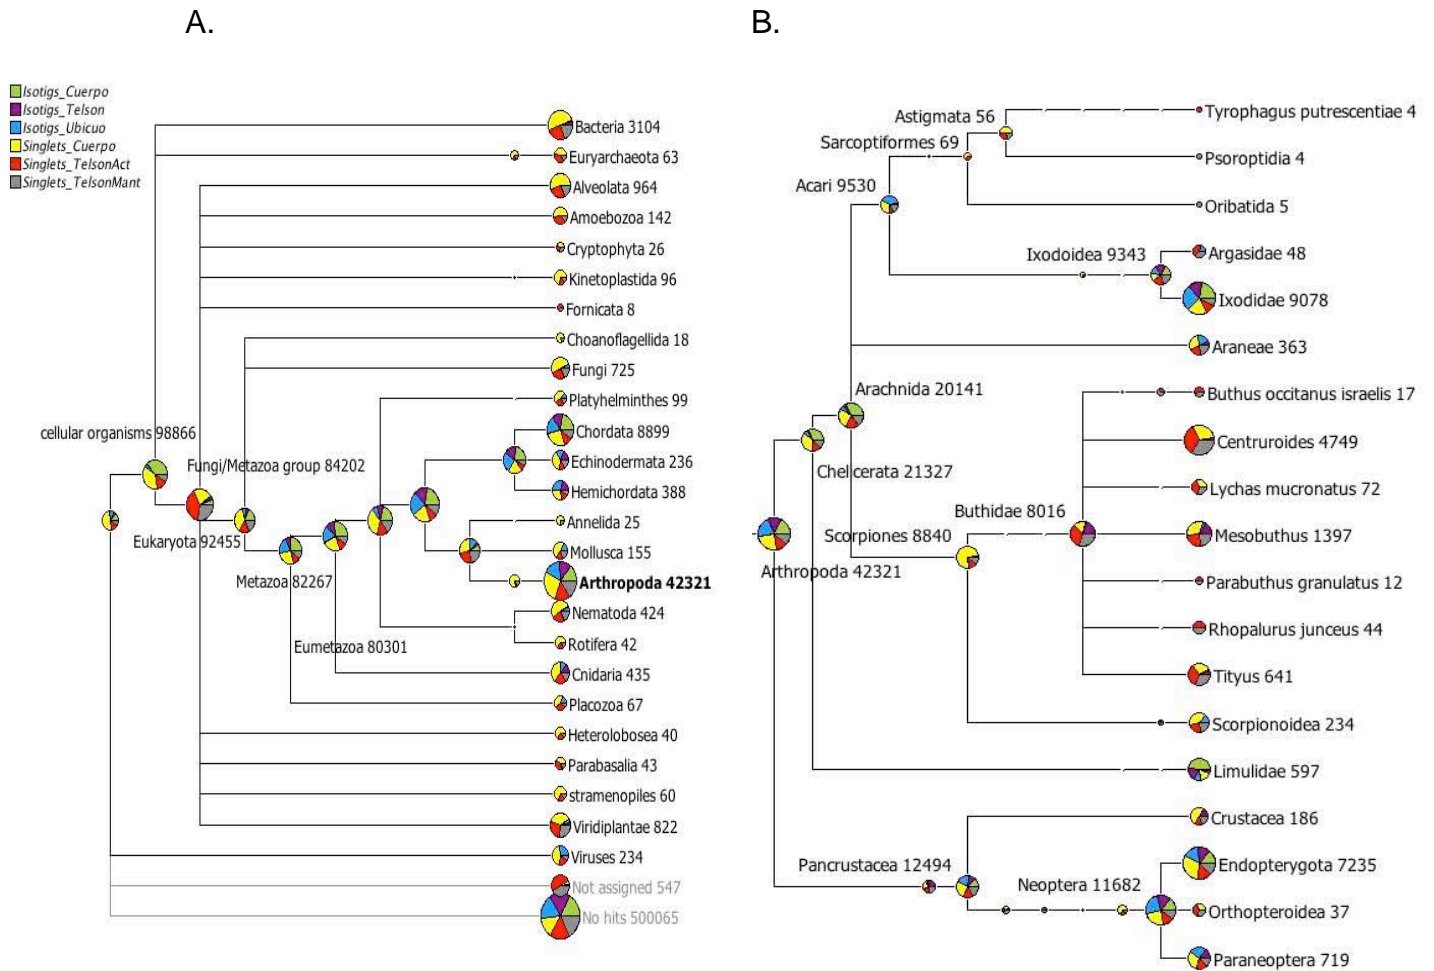 A.
B.
Isotigs_Cuerpo
Isotigs_Telson
Isotigs_Ubicuo
Singlets_Cuerpo
Singlets_TelsonAct
Singlets_TelsonMant
Bacteria 3104
Euryarchaeota 63
Alveolata 964
Amoebozoa 142
Cryptophyta 26
Kinetoplastida 96
Fornicata 8
Choanoflagellida 18
Fungi 725
Platyhelminthes 99
cellular organisms 98866
Chordata 8899
Fungi/Metazoa group 84202
Echinodermata 236
Hemichordata 388
Annelida 25
Eukaryota 92455
Mollusca 155
Metazoa 82267
Arthropoda 42321
Nematoda 424
Eumetazoa 80301
Rotifera 42
Cnidaria 435
Placozoa 67
Heterolobosea 40
Parabasalia 43
stramenopiles 60
Viridiplantae 822
Viruses 234
Not assigned 547
No hits 500065
Astigmata 56
Tyrophagus putrescentiae 4
Sarcoptiformes 69
Psoroptidia 4
Acari 9530
Oribatida 5
Ixodoidea 9343
Argasidae 48
Ixodidae 9078
Araneae 363
Arachnida 20141
Buthus occitanus israelis 17
Centruroides 4749
Chelicerata 21327
Lychas mucronatus 72
Buthidae 8016
Scorpiones 8840
Mesobuthus 1397
Arthropoda 42321
Parabuthus granulatus 12
Rhopalurus junceus 44
Tityus 641
Scorpionoidea 234
Limulidae 597
Crustacea 186
Pancrustacea 12494
Endopterygota 7235
Neoptera 11682
Orthopteroidea 37
Paraneoptera 719